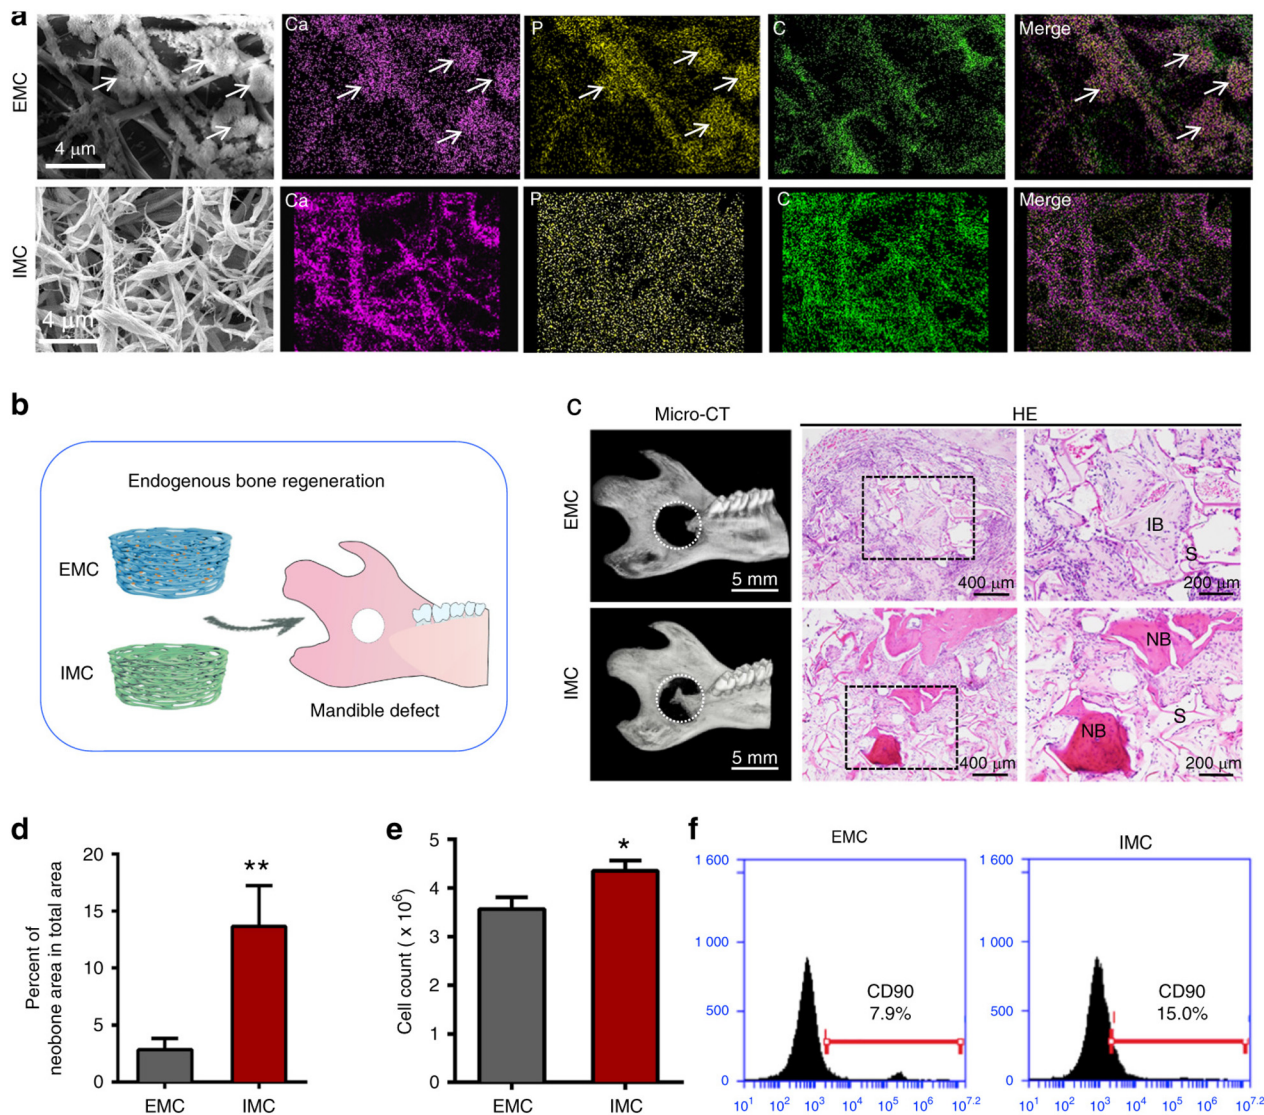 a
Ca
P
C
Merge
EMC
4 μm
Ca
P
C
Merge
IMC
4 μm
b
Endogenous bone regeneration
EMC
IMC
Mandible defect
c
Micro-CT
HE
EMC
5 mm
400 μm
IB
S
200 μm
IMC
5 mm
400 μm
NB
S
NB
200 μm
d
Percent of
neobone area in total area
20
15
10
5
0
**
EMC
IMC
e
Cell count ( x 10⁶)
5
4
3
2
1
0
*
EMC
IMC
f
EMC
1 600
1 000
500
0
CD90
7.9%
10¹ 10² 10³ 10⁴ 10⁵ 10⁶ 10⁷·²
IMC
1 600
1 000
500
0
CD90
15.0%
10¹ 10² 10³ 10⁴ 10⁵ 10⁶ 10⁷·²